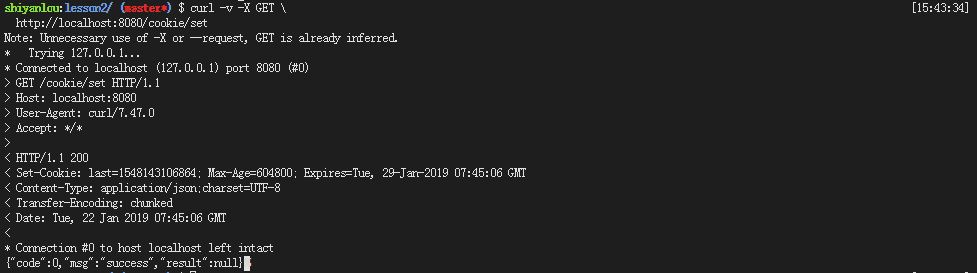 shiyanlou:lesson2/ (master*) $ curl -v -X GET \ [15:43:34]
http://localhost:8080/cookie/set
Note: Unnecessary use of -X or --request, GET is already inferred.
*   Trying 127.0.0.1...
* Connected to localhost (127.0.0.1) port 8080 (#0)
> GET /cookie/set HTTP/1.1
> Host: localhost:8080
> User-Agent: curl/7.47.0
> Accept: */*
>
< HTTP/1.1 200
< Set-Cookie: last=1548143106864; Max-Age=604800; Expires=Tue, 29-Jan-2019 07:45:06 GMT
< Content-Type: application/json;charset=UTF-8
< Transfer-Encoding: chunked
< Date: Tue, 22 Jan 2019 07:45:06 GMT
<
* Connection #0 to host localhost left intact
{"code":0,"msg":"success","result":null}